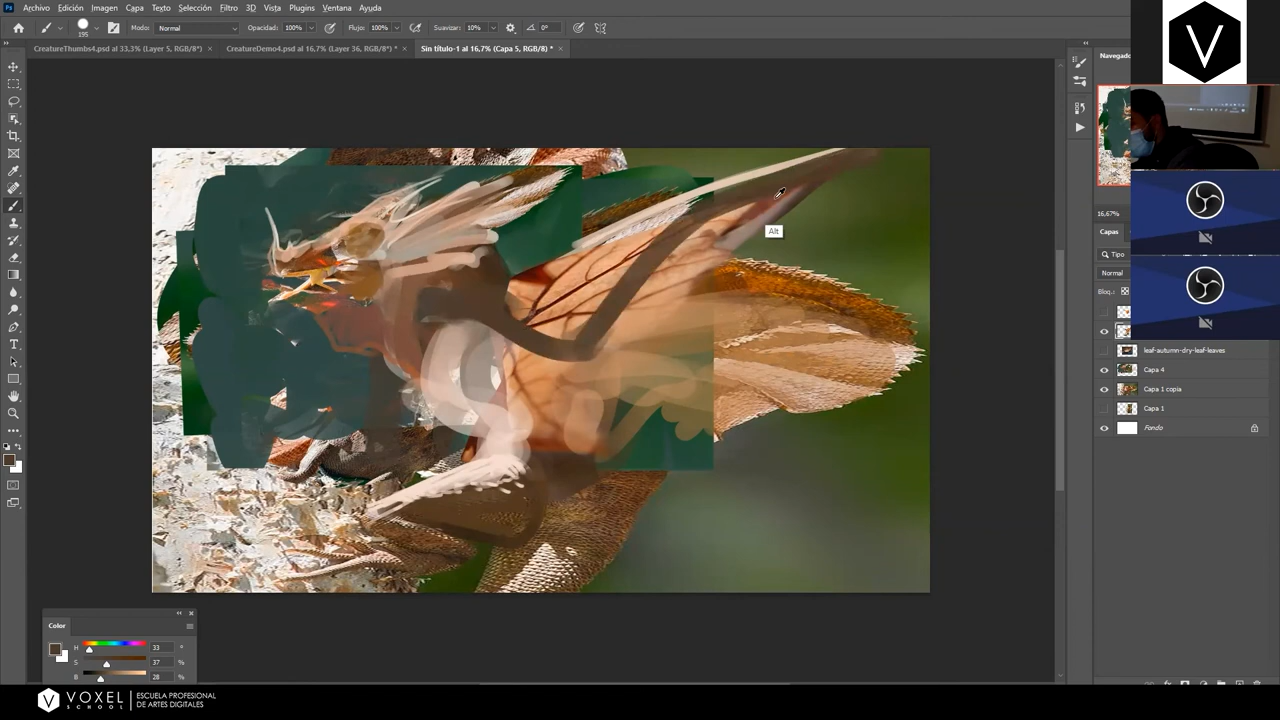 Ps Archivo Edición Imagen Capa Texto Selección Filtro 3D Vista Plugins Ventana Ayuda
195 Modo: Normal Opacidad: 100% Flujo: 100% Suavizar: 10% 0°
CreatureThumbs4.psd al 33,3% (Layer 5, RGB/8*) × CreatureDemo4.psd al 16,7% (Layer 36, RGB/8*) * × Sin título-1 al 16,7% (Capa 5, RGB/8) * ×
Navegador
Alt
16,67%
Capas
Tipo
Normal
Bloq.:
leaf-autumn-dry-leaf-leaves
Capa 4
Capa 1 copia
Capa 1
Fondo
Color
H 33 °
S 37 %
B 28 %
V VOXEL SCHOOL
ESCUELA PROFESIONAL
DE ARTES DIGITALES